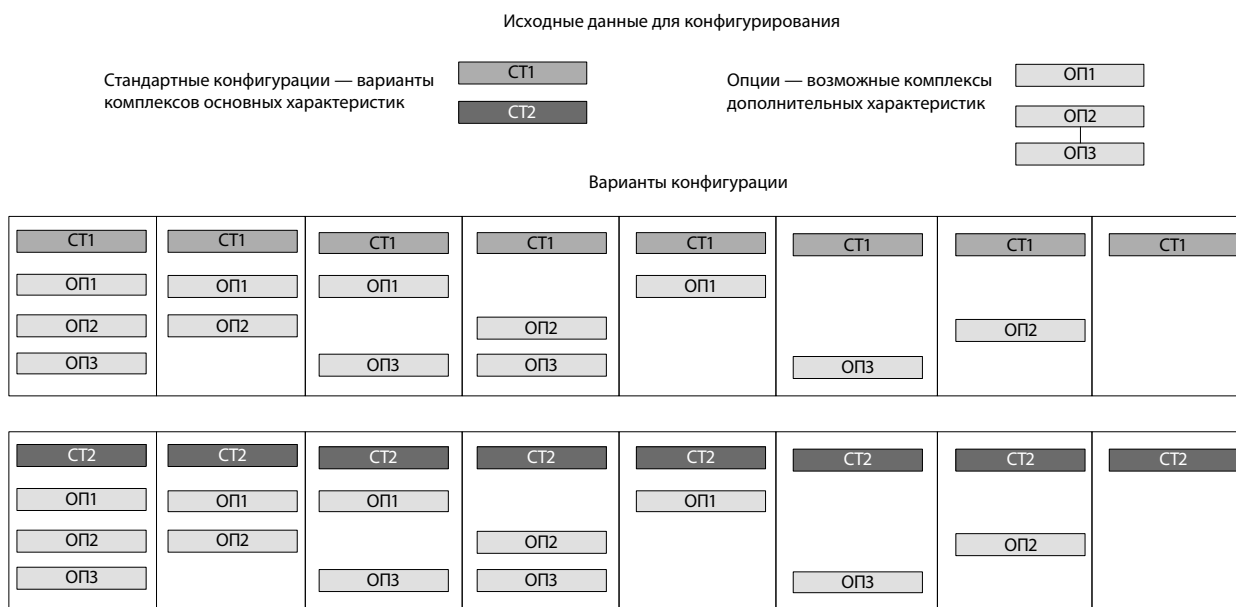 Исходные данные для конфигурирования
Стандартные конфигурации — варианты
комплексов основных характеристик
СТ1
СТ2
Опции — возможные комплексы
дополнительных характеристик
ОП1
ОП2
ОП3
Варианты конфигурации
СТ1 СТ1 СТ1 СТ1 СТ1 СТ1 СТ1 СТ1
ОП1 ОП1 ОП1 ОП1
ОП2 ОП2 ОП2 ОП2
ОП3 ОП3 ОП3 ОП3
СТ2 СТ2 СТ2 СТ2 СТ2 СТ2 СТ2 СТ2
ОП1 ОП1 ОП1 ОП1
ОП2 ОП2 ОП2 ОП2
ОП3 ОП3 ОП3 ОП3